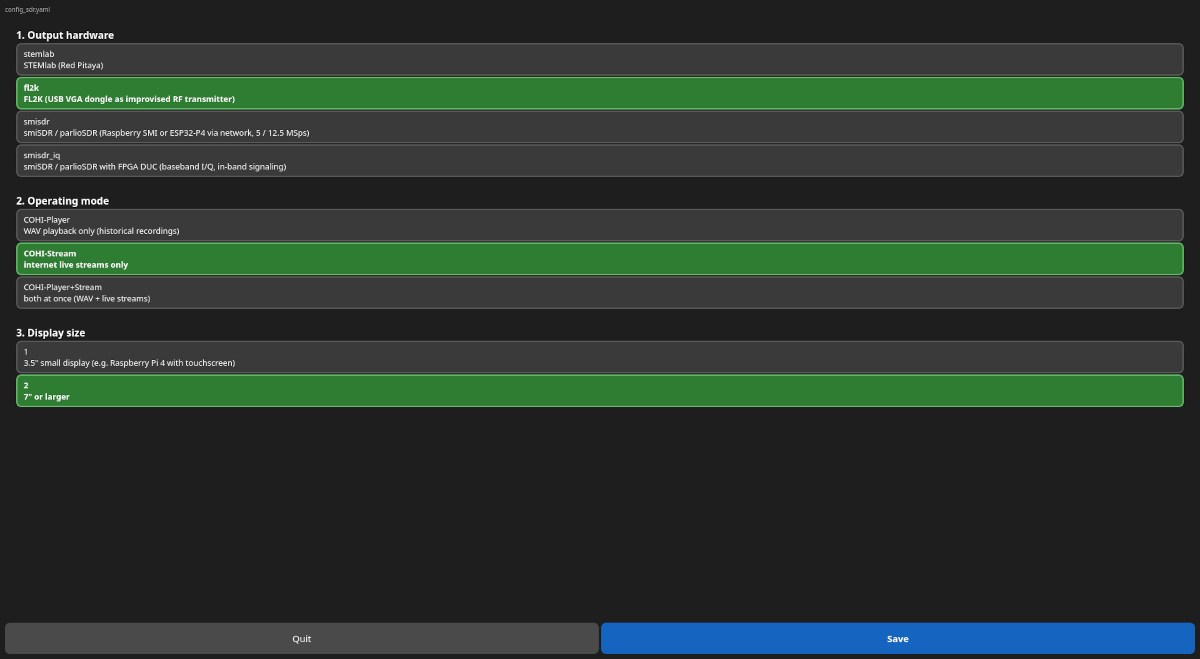 config_sdr.yaml
1. Output hardware
stemlab
STEMlab (Red Pitaya)
fl2k
FL2K (USB VGA dongle as improvised RF transmitter)
smisdr
smiSDR / parlioSDR (Raspberry SMI or ESP32-P4 via network, 5 / 12.5 MSps)
smisdr_iq
smiSDR / parlioSDR with FPGA DUC (baseband I/Q, in-band signaling)
2. Operating mode
COHI-Player
WAV playback only (historical recordings)
COHI-Stream
internet live streams only
COHI-Player+Stream
both at once (WAV + live streams)
3. Display size
1
3.5" small display (e.g. Raspberry Pi 4 with touchscreen)
2
7" or larger
Quit
Save